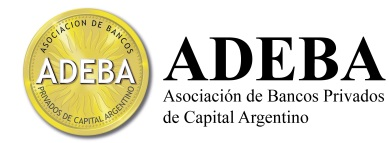 ASOCIACION DE BANCOS
ADEBA
PRIVADOS DE CAPITAL ARGENTINO
ADEBA
Asociación de Bancos Privados
de Capital Argentino